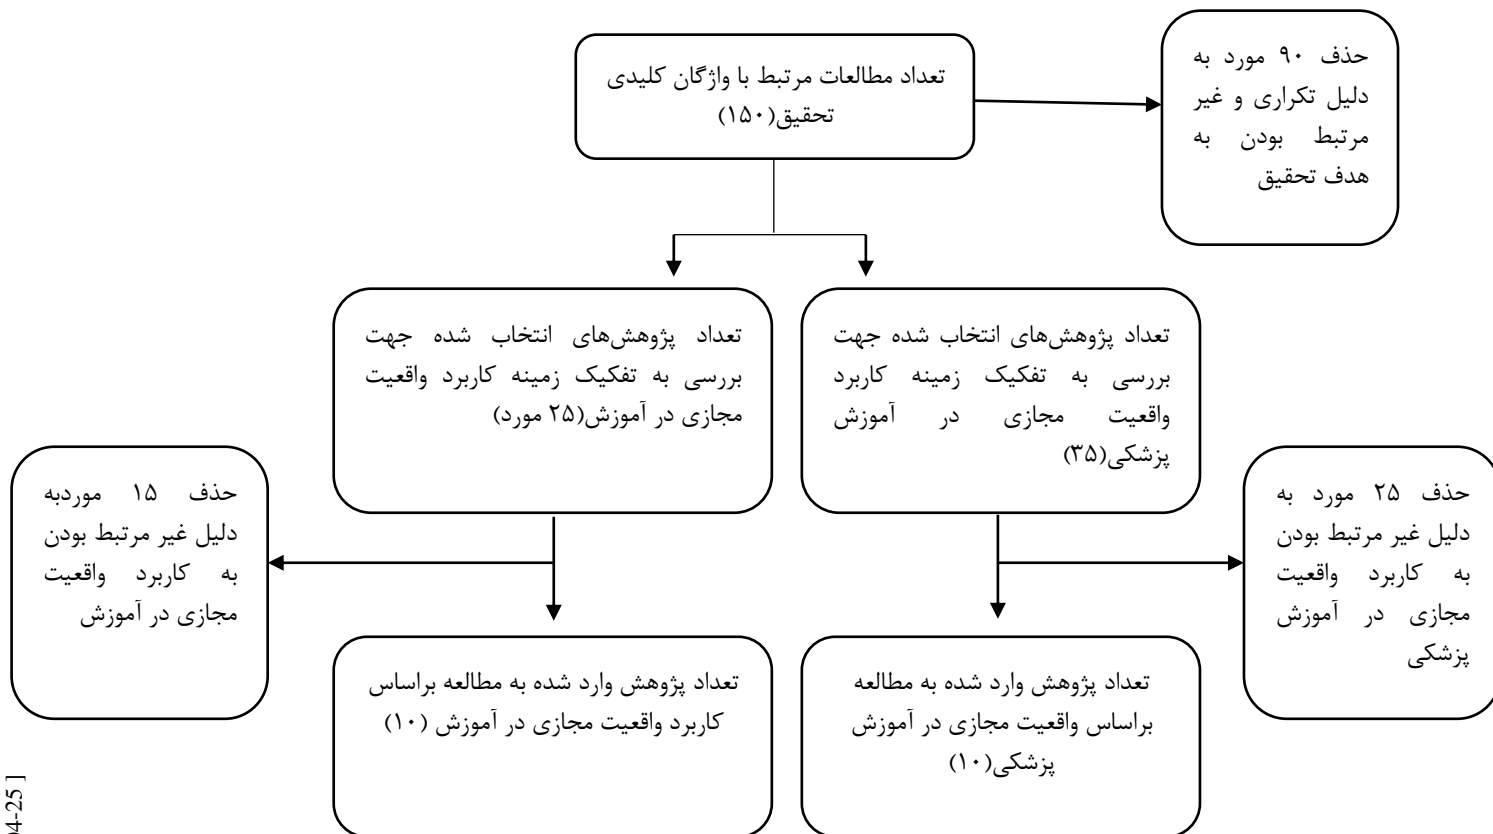 تعداد مطالعات مرتبط با واژگان کلیدی
تحقیق(۱۵۰)
حذف ۹۰ مورد به
دلیل تکراری و غیر
مرتبط بودن به
هدف تحقیق
تعداد پژوهش‌های انتخاب شده جهت
بررسی به تفکیک زمینه کاربرد
واقعیت مجازی در آموزش
پزشکی(۳۵)
تعداد پژوهش‌های انتخاب شده جهت
بررسی به تفکیک زمینه کاربرد واقعیت
مجازی در آموزش(۲۵ مورد)
حذف ۲۵ مورد به
دلیل غیر مرتبط بودن
به کاربرد واقعیت
مجازی در آموزش
پزشکی
حذف ۱۵ موردبه
دلیل غیر مرتبط بودن
به کاربرد واقعیت
مجازی در آموزش
تعداد پژوهش وارد شده به مطالعه
براساس واقعیت مجازی در آموزش
پزشکی(۱۰)
تعداد پژوهش وارد شده به مطالعه براساس
کاربرد واقعیت مجازی در آموزش (۱۰)
04-25 ]